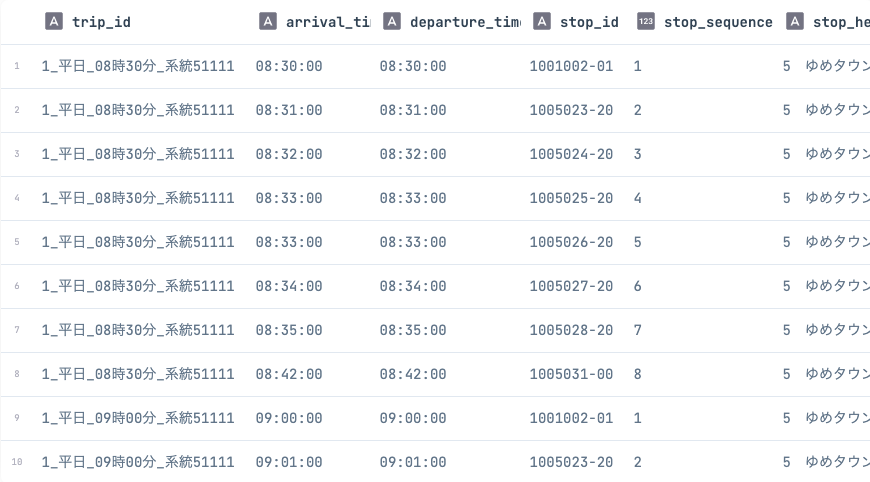 A trip_id A arrival_ti A departure_time A stop_id 123 stop_sequence A stop_he
1 1_平日_08時30分_系統51111 08:30:00 08:30:00 1001002-01 1 5 ゆめタウン
2 1_平日_08時30分_系統51111 08:31:00 08:31:00 1005023-20 2 5 ゆめタウン
3 1_平日_08時30分_系統51111 08:32:00 08:32:00 1005024-20 3 5 ゆめタウン
4 1_平日_08時30分_系統51111 08:33:00 08:33:00 1005025-20 4 5 ゆめタウン
5 1_平日_08時30分_系統51111 08:33:00 08:33:00 1005026-20 5 5 ゆめタウン
6 1_平日_08時30分_系統51111 08:34:00 08:34:00 1005027-20 6 5 ゆめタウン
7 1_平日_08時30分_系統51111 08:35:00 08:35:00 1005028-20 7 5 ゆめタウン
8 1_平日_08時30分_系統51111 08:42:00 08:42:00 1005031-00 8 5 ゆめタウン
9 1_平日_09時00分_系統51111 09:00:00 09:00:00 1001002-01 1 5 ゆめタウン
10 1_平日_09時00分_系統51111 09:01:00 09:01:00 1005023-20 2 5 ゆめタウン